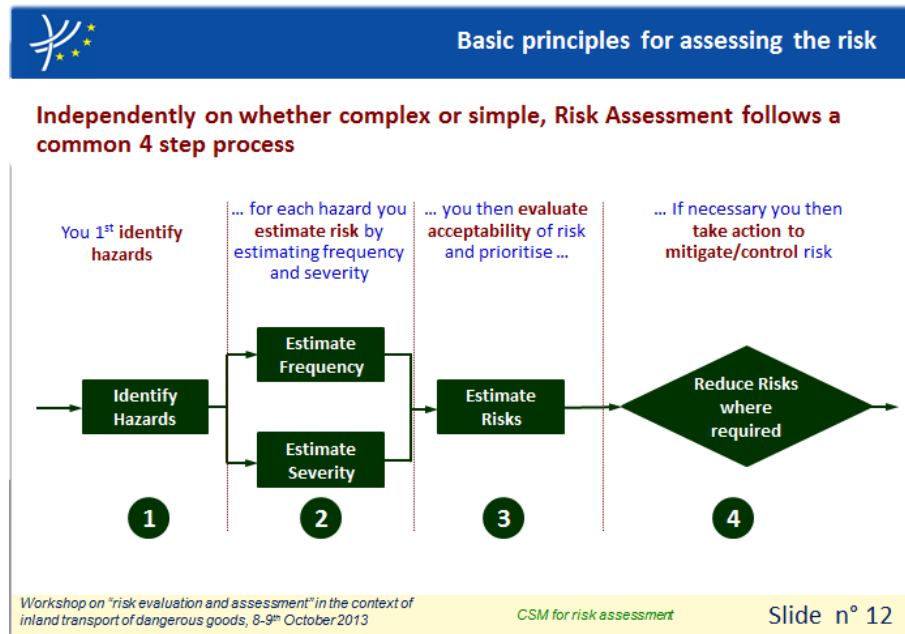 Basic principles for assessing the risk
Independently on whether complex or simple, Risk Assessment follows a
common 4 step process
You 1st identify
hazards
... for each hazard you
estimate risk by
estimating frequency
and severity
... you then evaluate
acceptability of risk
and prioritise ...
... If necessary you then
take action to
mitigate/control risk
Identify
Hazards
Estimate
Frequency
Estimate
Severity
Estimate
Risks
Reduce Risks
where
required
1
2
3
4
Workshop on "risk evaluation and assessment" in the context of
inland transport of dangerous goods, 8-9th October 2013
CSM for risk assessment
Slide n° 12